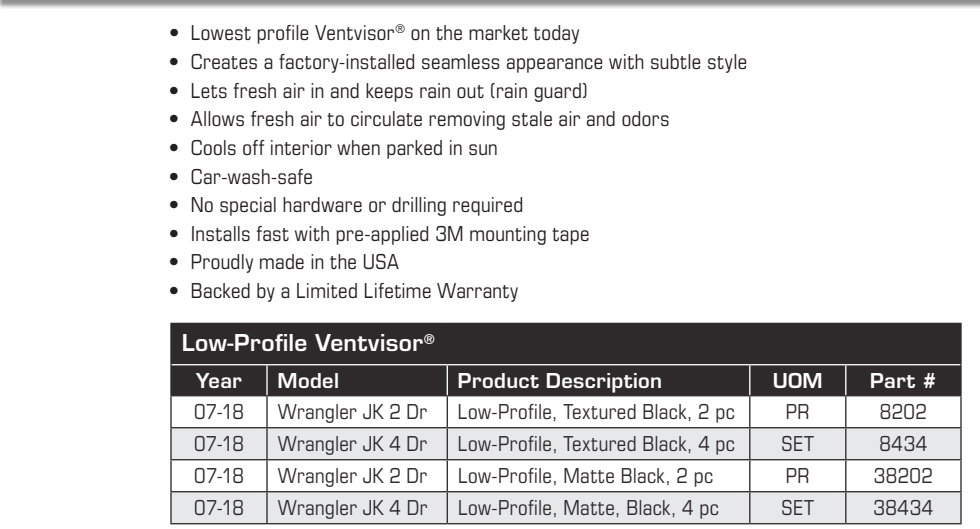 • Lowest profile Ventvisor® on the market today
• Creates a factory-installed seamless appearance with subtle style
• Lets fresh air in and keeps rain out (rain guard)
• Allows fresh air to circulate removing stale air and odors
• Cools off interior when parked in sun
• Car-wash-safe
• No special hardware or drilling required
• Installs fast with pre-applied 3M mounting tape
• Proudly made in the USA
• Backed by a Limited Lifetime Warranty
Low-Profile Ventvisor®
Year Model Product Description UOM Part #
07-18 Wrangler JK 2 Dr Low-Profile, Textured Black, 2 pc PR 8202
07-18 Wrangler JK 4 Dr Low-Profile, Textured Black, 4 pc SET 8434
07-18 Wrangler JK 2 Dr Low-Profile, Matte Black, 2 pc PR 38202
07-18 Wrangler JK 4 Dr Low-Profile, Matte, Black, 4 pc SET 38434